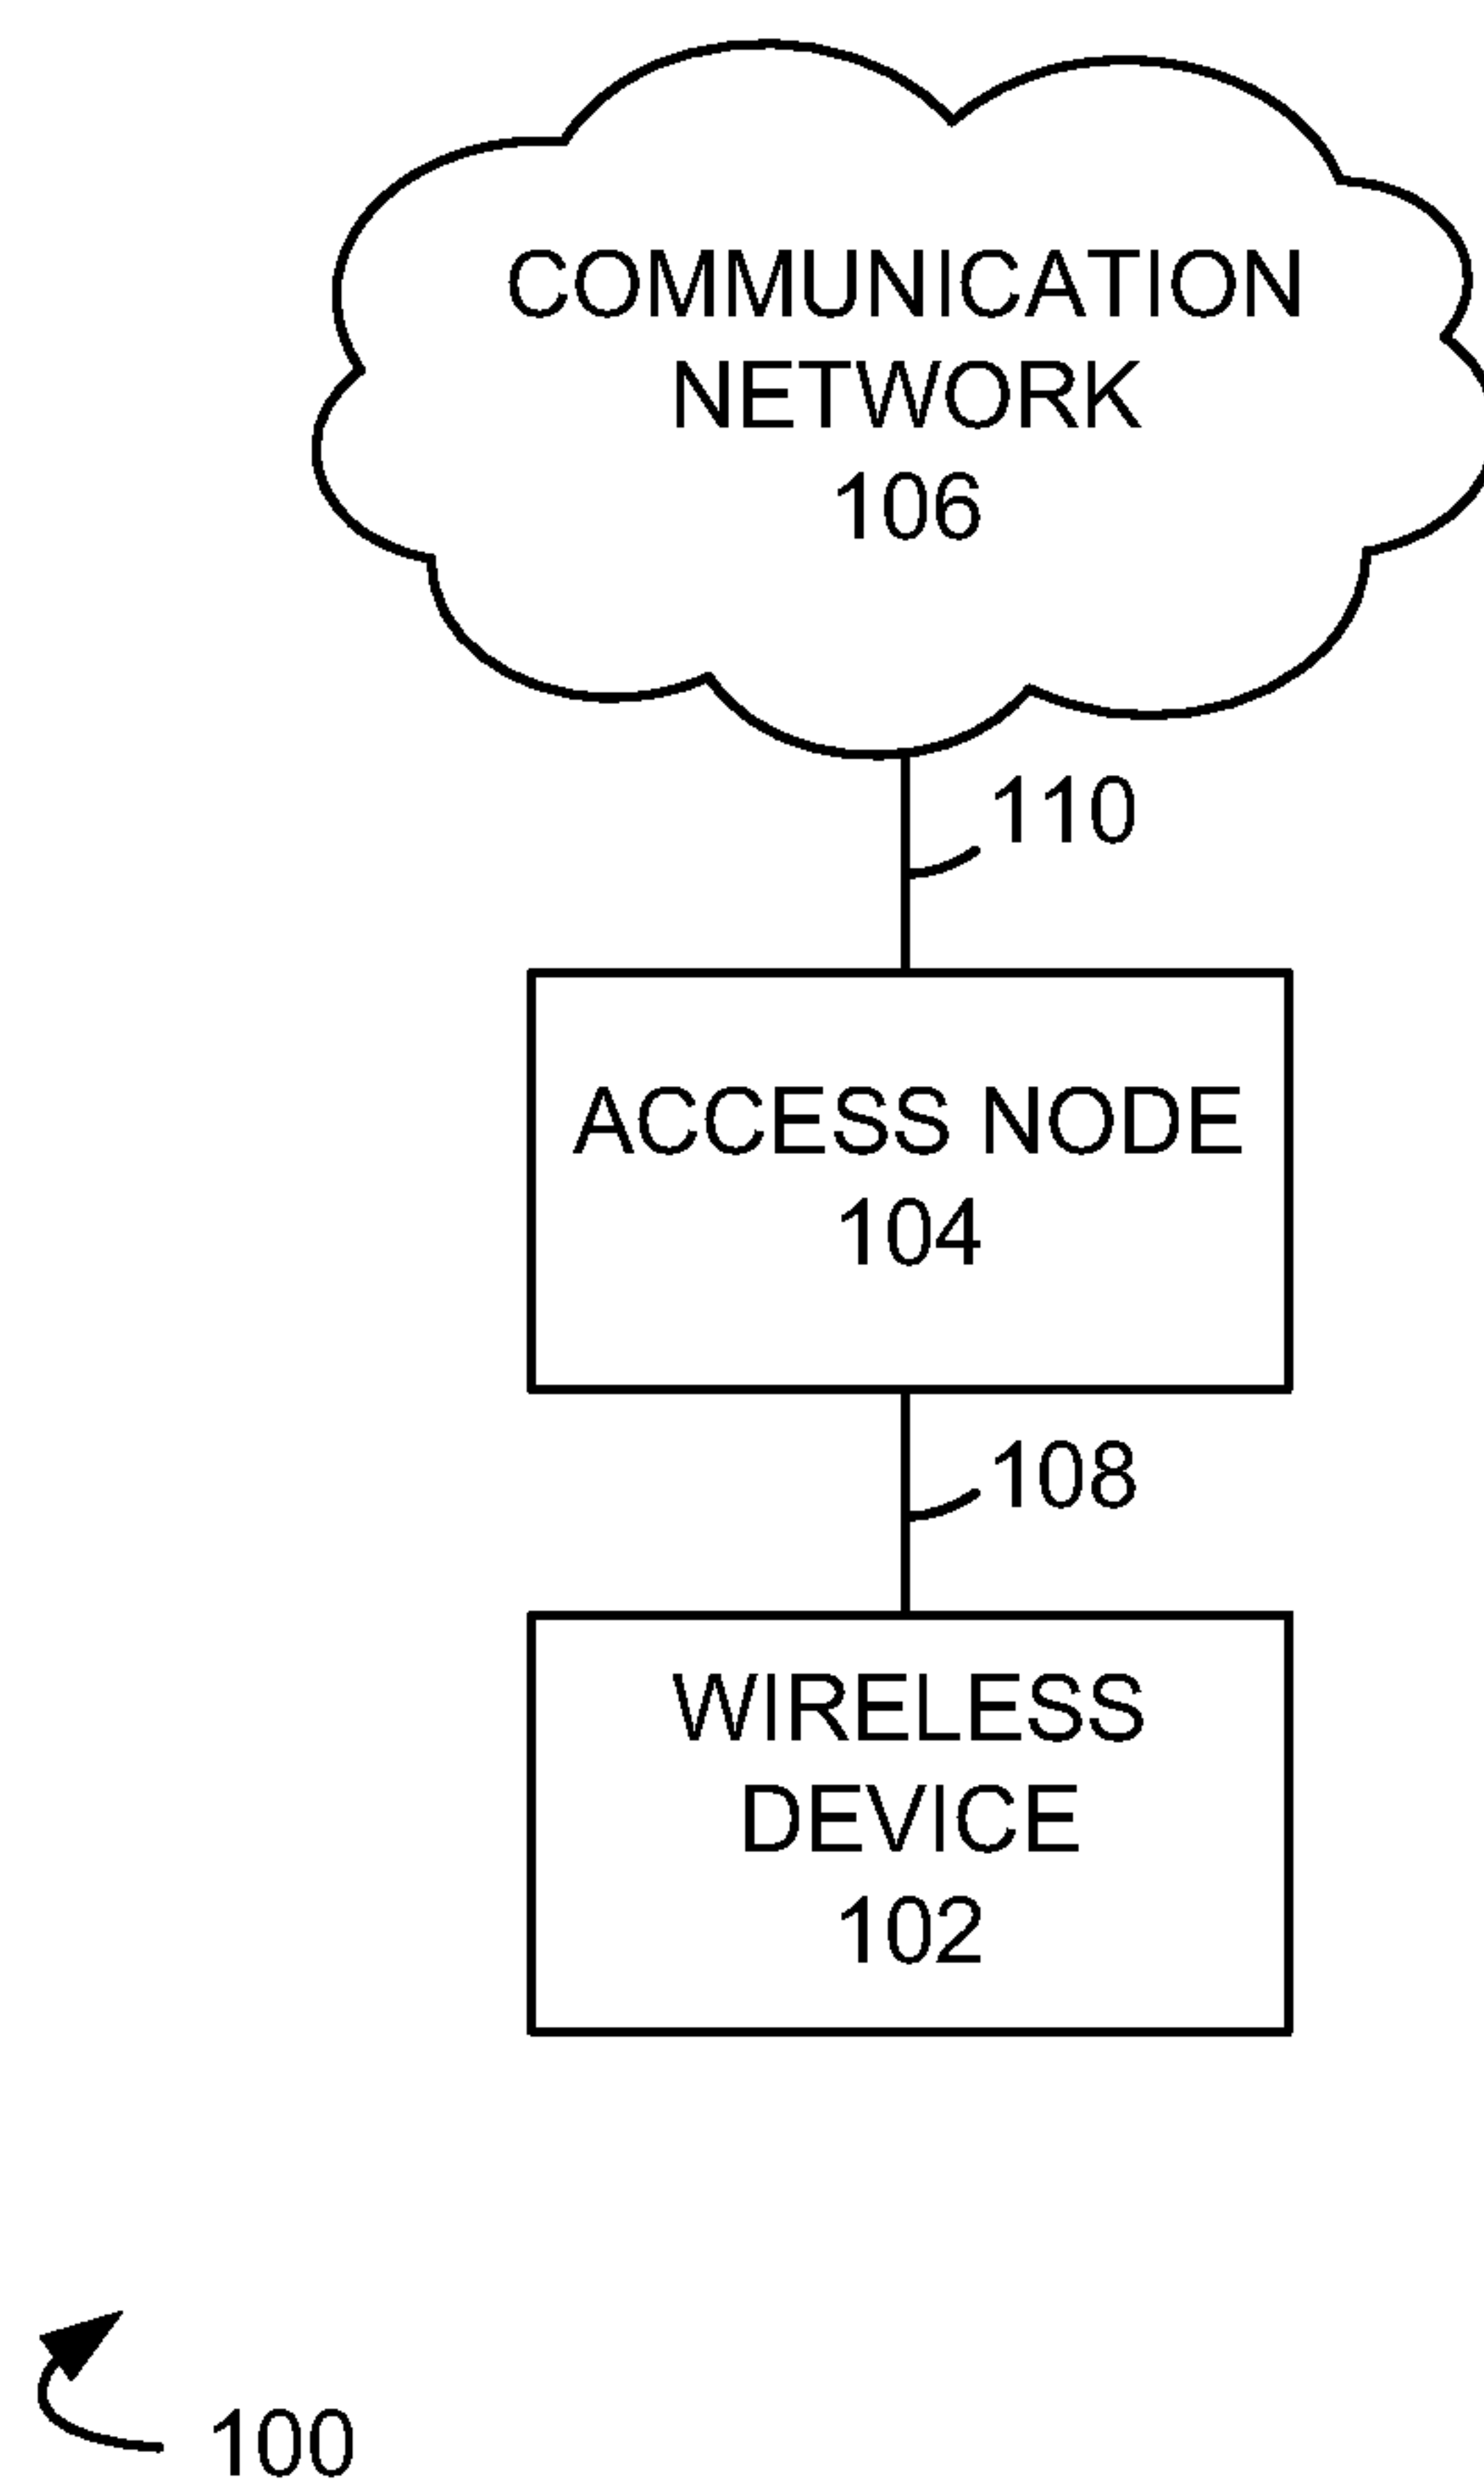 COMMUNICATION
NETWORK
106
110
ACCESS NODE
104
108
WIRELESS
DEVICE
102
100